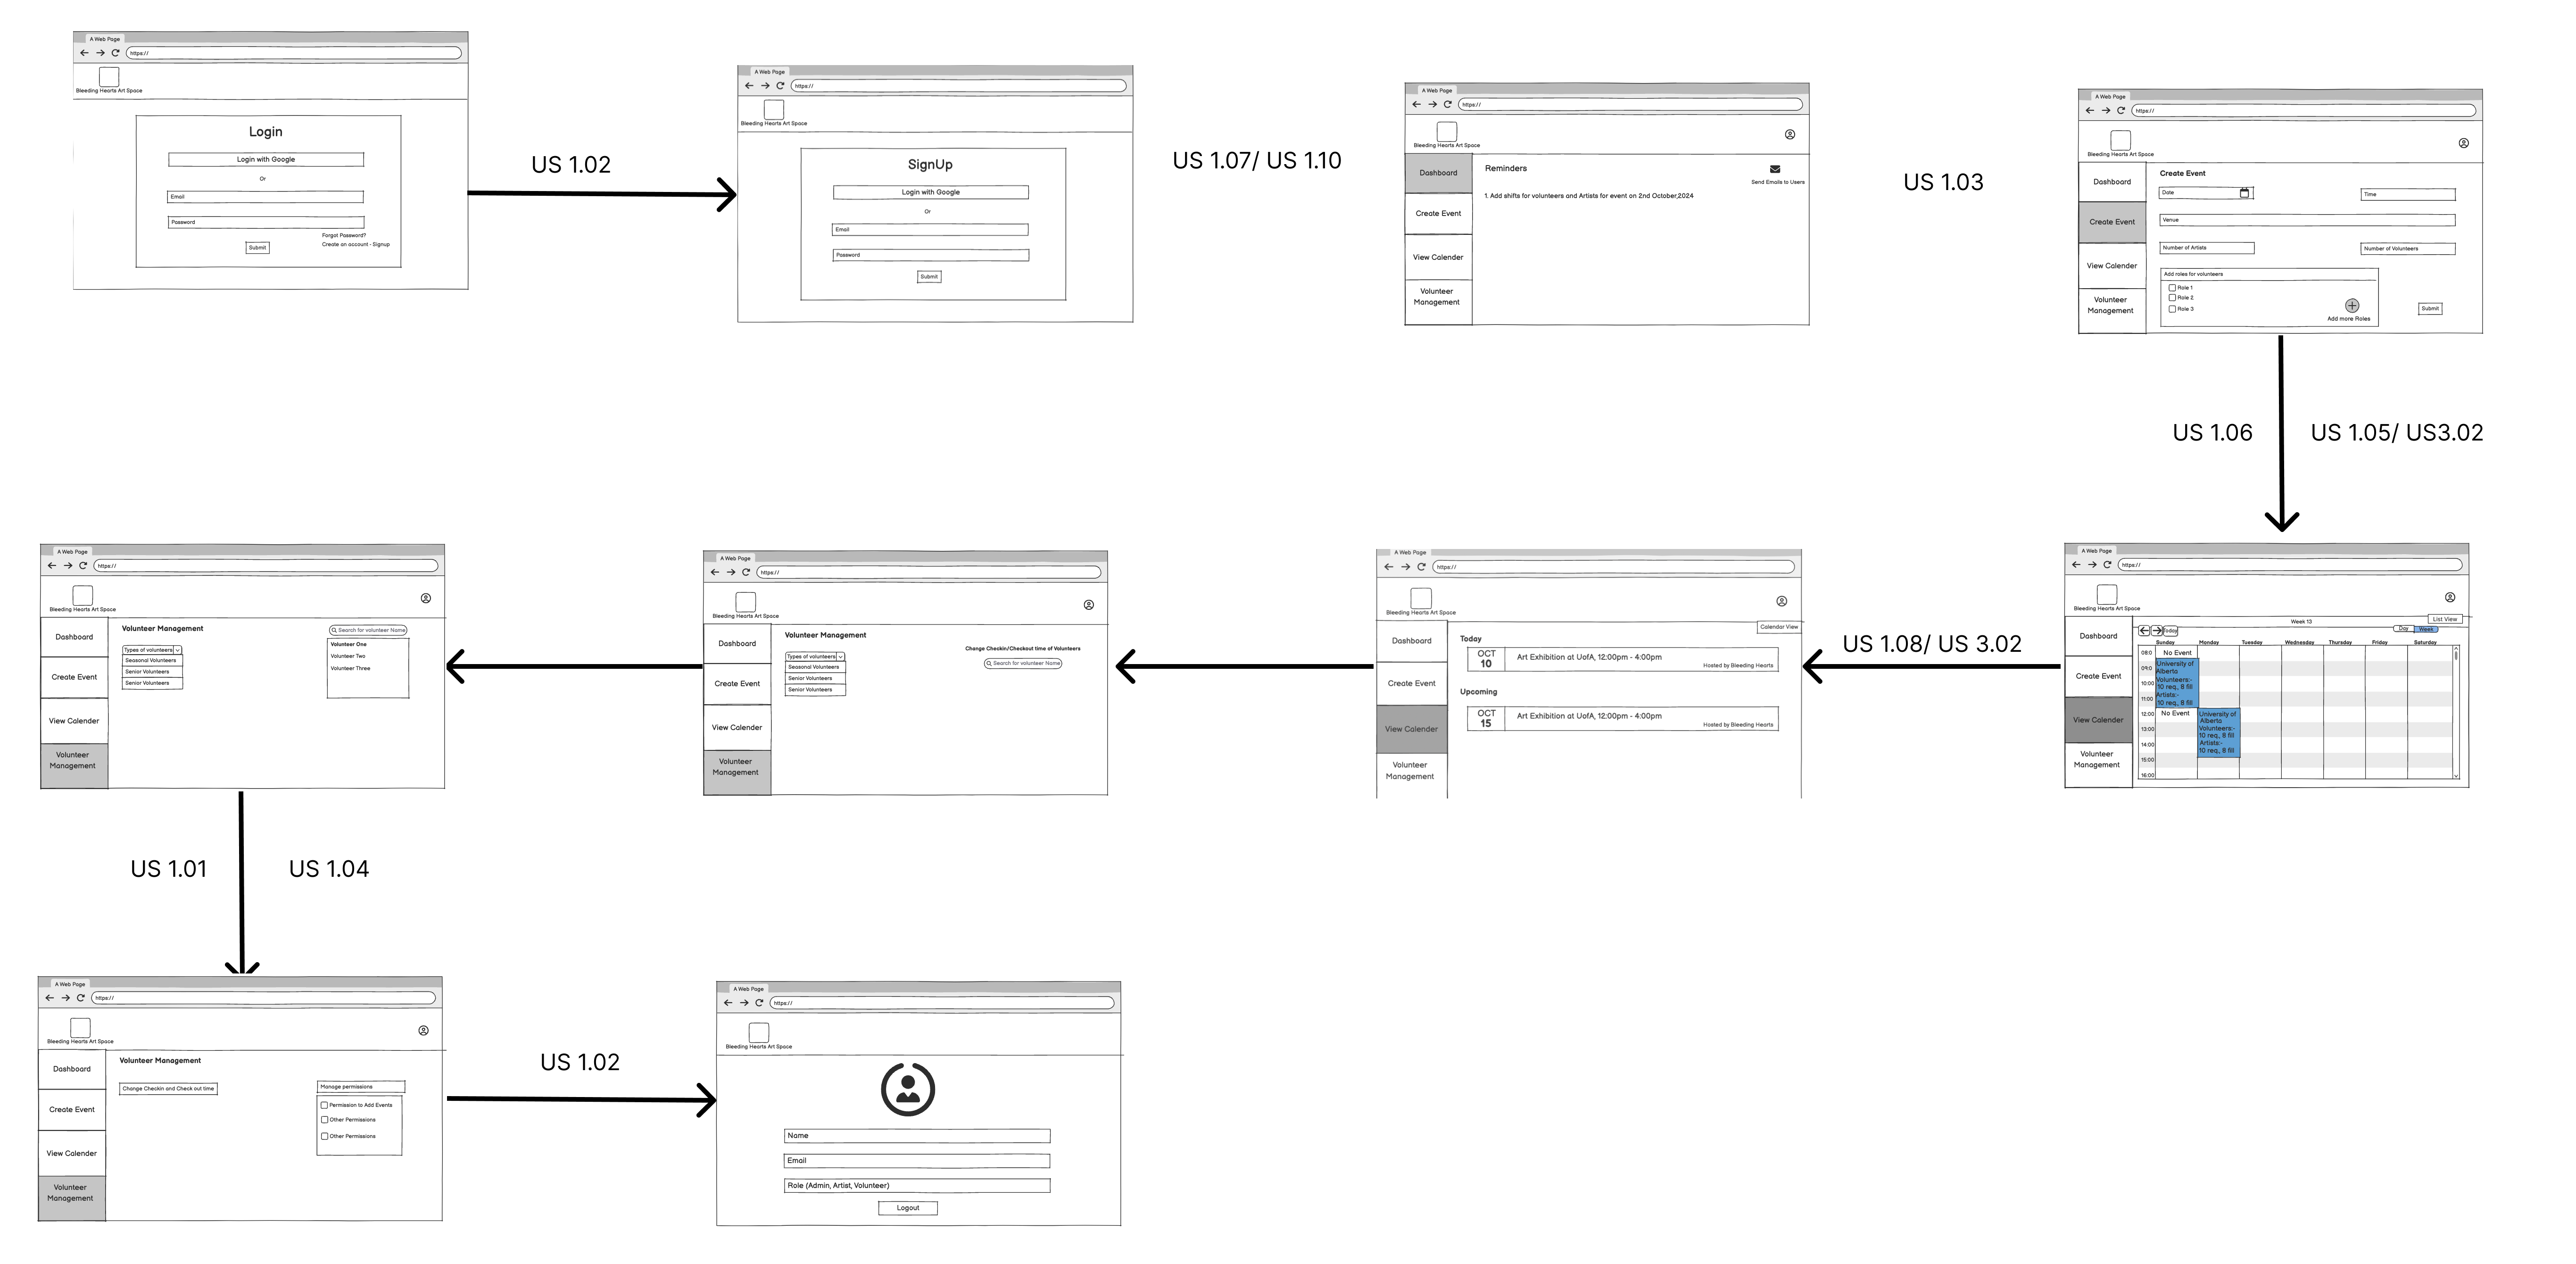 A Web Page
https://
Bleeding Hearts Art Space
Login
Login with Google
Or
Email
Password
Forgot Password?
Create an account - Signup
Submit
US 1.02
A Web Page
https://
Bleeding Hearts Art Space
SignUp
Login with Google
Or
Email
Password
Submit
US 1.07/ US 1.10
A Web Page
https://
Bleeding Hearts Art Space
Dashboard
Create Event
View Calender
Volunteer
Management
Reminders
Send Emails to Users
1. Add shifts for volunteers and Artists for event on 2nd October,2024
US 1.03
A Web Page
https://
Bleeding Hearts Art Space
Dashboard
Create Event
View Calender
Volunteer
Management
Create Event
Date
Time
Venue
Number of Artists
Number of Volunteers
Add roles for volunteers
Role 1
Role 2
Role 3
Add more Roles
Submit
US 1.06
US 1.05/ US3.02
A Web Page
https://
Bleeding Hearts Art Space
Dashboard
Create Event
View Calender
Volunteer
Management
Volunteer Management
Types of volunteers
Seasonal Volunteers
Senior Volunteers
Senior Volunteers
Search for volunteer Name
Volunteer One
Volunteer Two
Volunteer Three
A Web Page
https://
Bleeding Hearts Art Space
Dashboard
Create Event
View Calender
Volunteer
Management
Volunteer Management
Types of volunteers
Seasonal Volunteers
Senior Volunteers
Senior Volunteers
Change Checkin/Checkout time of Volunteers
Search for volunteer Name
A Web Page
https://
Bleeding Hearts Art Space
Dashboard
Create Event
View Calender
Volunteer
Management
Calendar View
Today
OCT
10
Art Exhibition at UofA, 12:00pm - 4:00pm
Hosted by Bleeding Hearts
Upcoming
OCT
15
Art Exhibition at UofA, 12:00pm - 4:00pm
Hosted by Bleeding Hearts
US 1.08/ US 3.02
A Web Page
https://
Bleeding Hearts Art Space
Dashboard
Create Event
View Calender
Volunteer
Management
List View
Week 13
Today
Day
Week
Sunday Monday Tuesday Wednesday Thursday Friday Saturday
08:0
09:0
10:00
11:00
12:00
13:00
14:00
15:00
16:00
No Event
University of
Alberta
Volunteers:-
10 req., 8 fill
Artists:-
10 req., 8 fill
No Event
University of
Alberta
Volunteers:-
10 req., 8 fill
Artists:-
10 req., 8 fill
US 1.01
US 1.04
A Web Page
https://
Bleeding Hearts Art Space
Dashboard
Create Event
View Calender
Volunteer
Management
Volunteer Management
Change Checkin and Check out time
Manage permissions
Permission to Add Events
Other Permissions
Other Permissions
US 1.02
A Web Page
https://
Bleeding Hearts Art Space
Name
Email
Role (Admin, Artist, Volunteer)
Logout